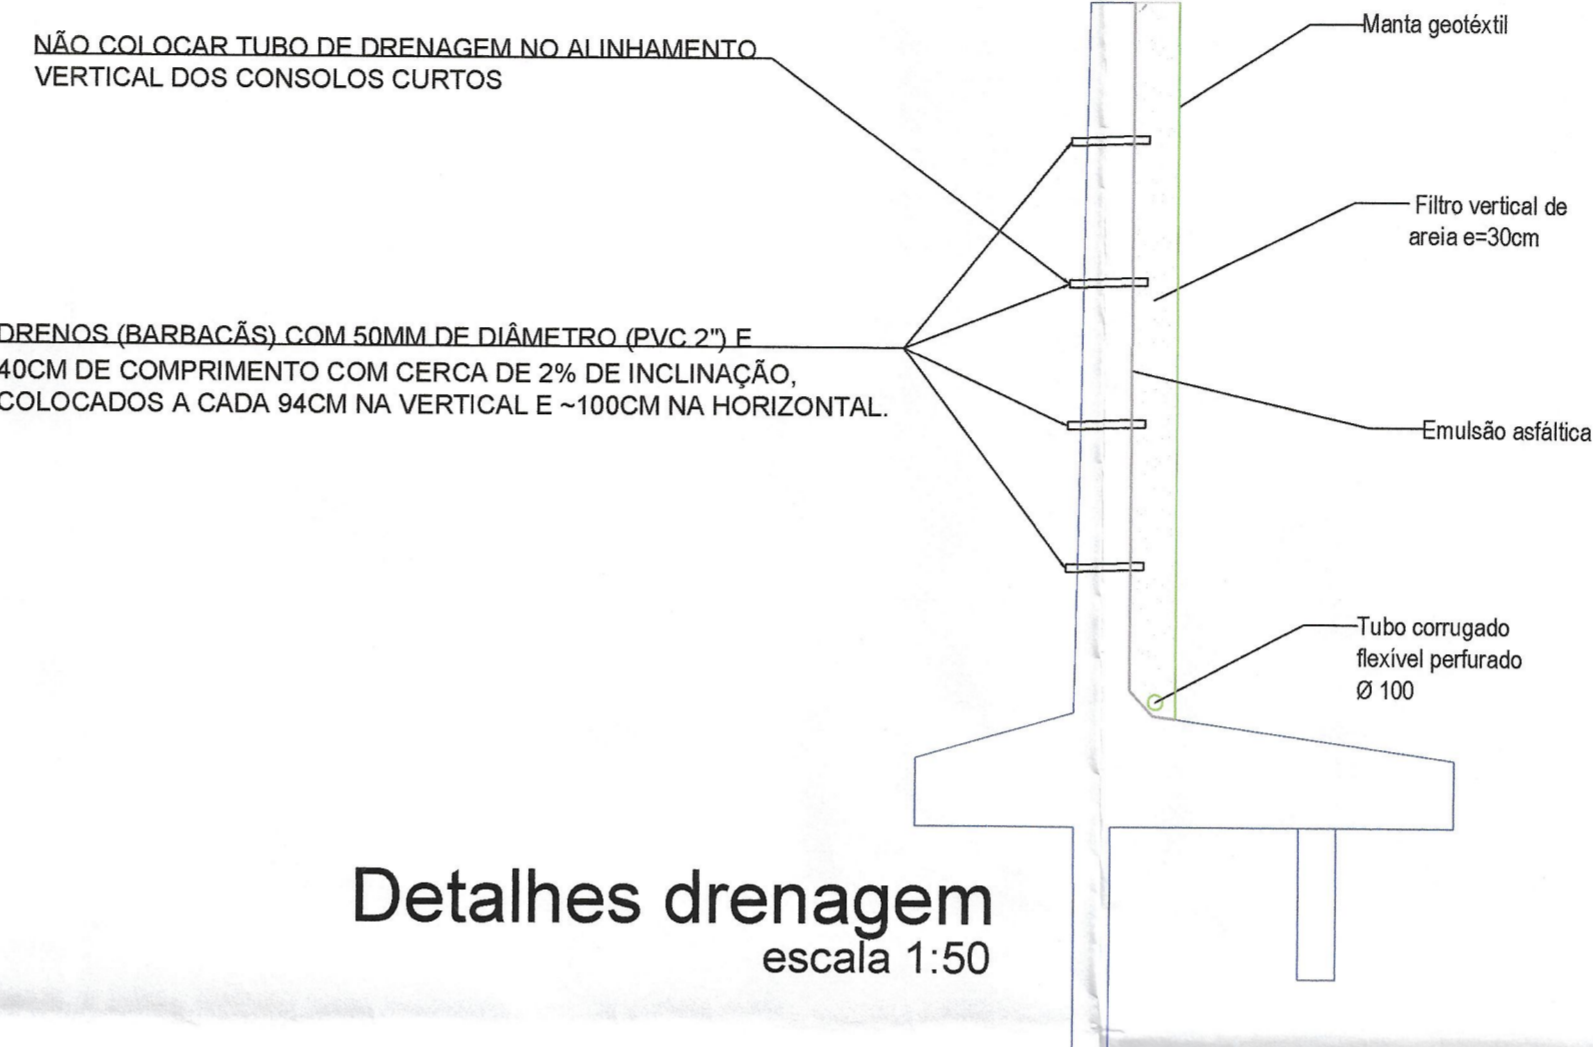 NÃO COLOCAR TUBO DE DRENAGEM NO ALINHAMENTO
VERTICAL DOS CONSOLOS CURTOS
DRENOS (BARBACÃS) COM 50MM DE DIÂMETRO (PVC 2") E
40CM DE COMPRIMENTO COM CERCA DE 2% DE INCLINAÇÃO,
COLOCADOS A CADA 94CM NA VERTICAL E ~100CM NA HORIZONTAL.
Manta geotéxtil
Filtro vertical de
areia e=30cm
Emulsão asfáltica
Tubo corrugado
flexível perfurado
Ø 100
Detalhes drenagem
escala 1:50